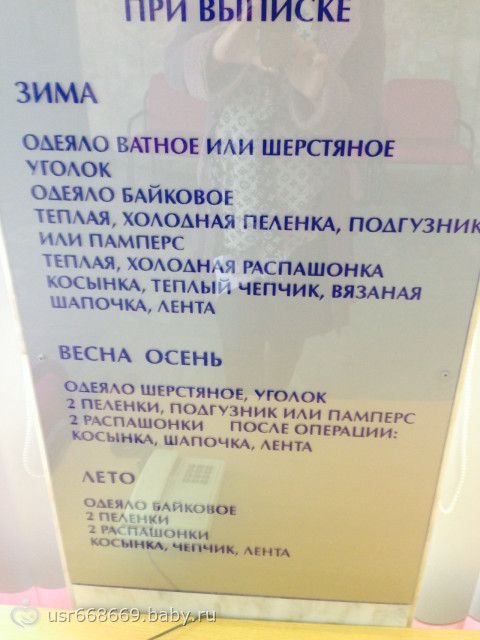 ПРИ ВЫПИСКЕ
ЗИМА
ОДЕЯЛО ВАТНОЕ ИЛИ ШЕРСТЯНОЕ
УГОЛОК
ОДЕЯЛО БАЙКОВОЕ
ТЕПЛАЯ, ХОЛОДНАЯ ПЕЛЕНКА, ПОДГУЗНИК
ИЛИ ПАМПЕРС
ТЕПЛАЯ, ХОЛОДНАЯ РАСПАШОНКА
КОСЫНКА, ТЕПЛЫЙ ЧЕПЧИК, ВЯЗАНАЯ
ШАПОЧКА, ЛЕНТА
ВЕСНА ОСЕНЬ
ОДЕЯЛО ШЕРСТЯНОЕ, УГОЛОК
2 ПЕЛЕНКИ, ПОДГУЗНИК ИЛИ ПАМПЕРС
2 РАСПАШОНКИ ПОСЛЕ ОПЕРАЦИИ:
КОСЫНКА, ШАПОЧКА, ЛЕНТА
ЛЕТО
ОДЕЯЛО БАЙКОВОЕ
2 ПЕЛЕНКИ
2 РАСПАШОНКИ
КОСЫНКА, ЧЕПЧИК, ЛЕНТА
usr668669.baby.ru